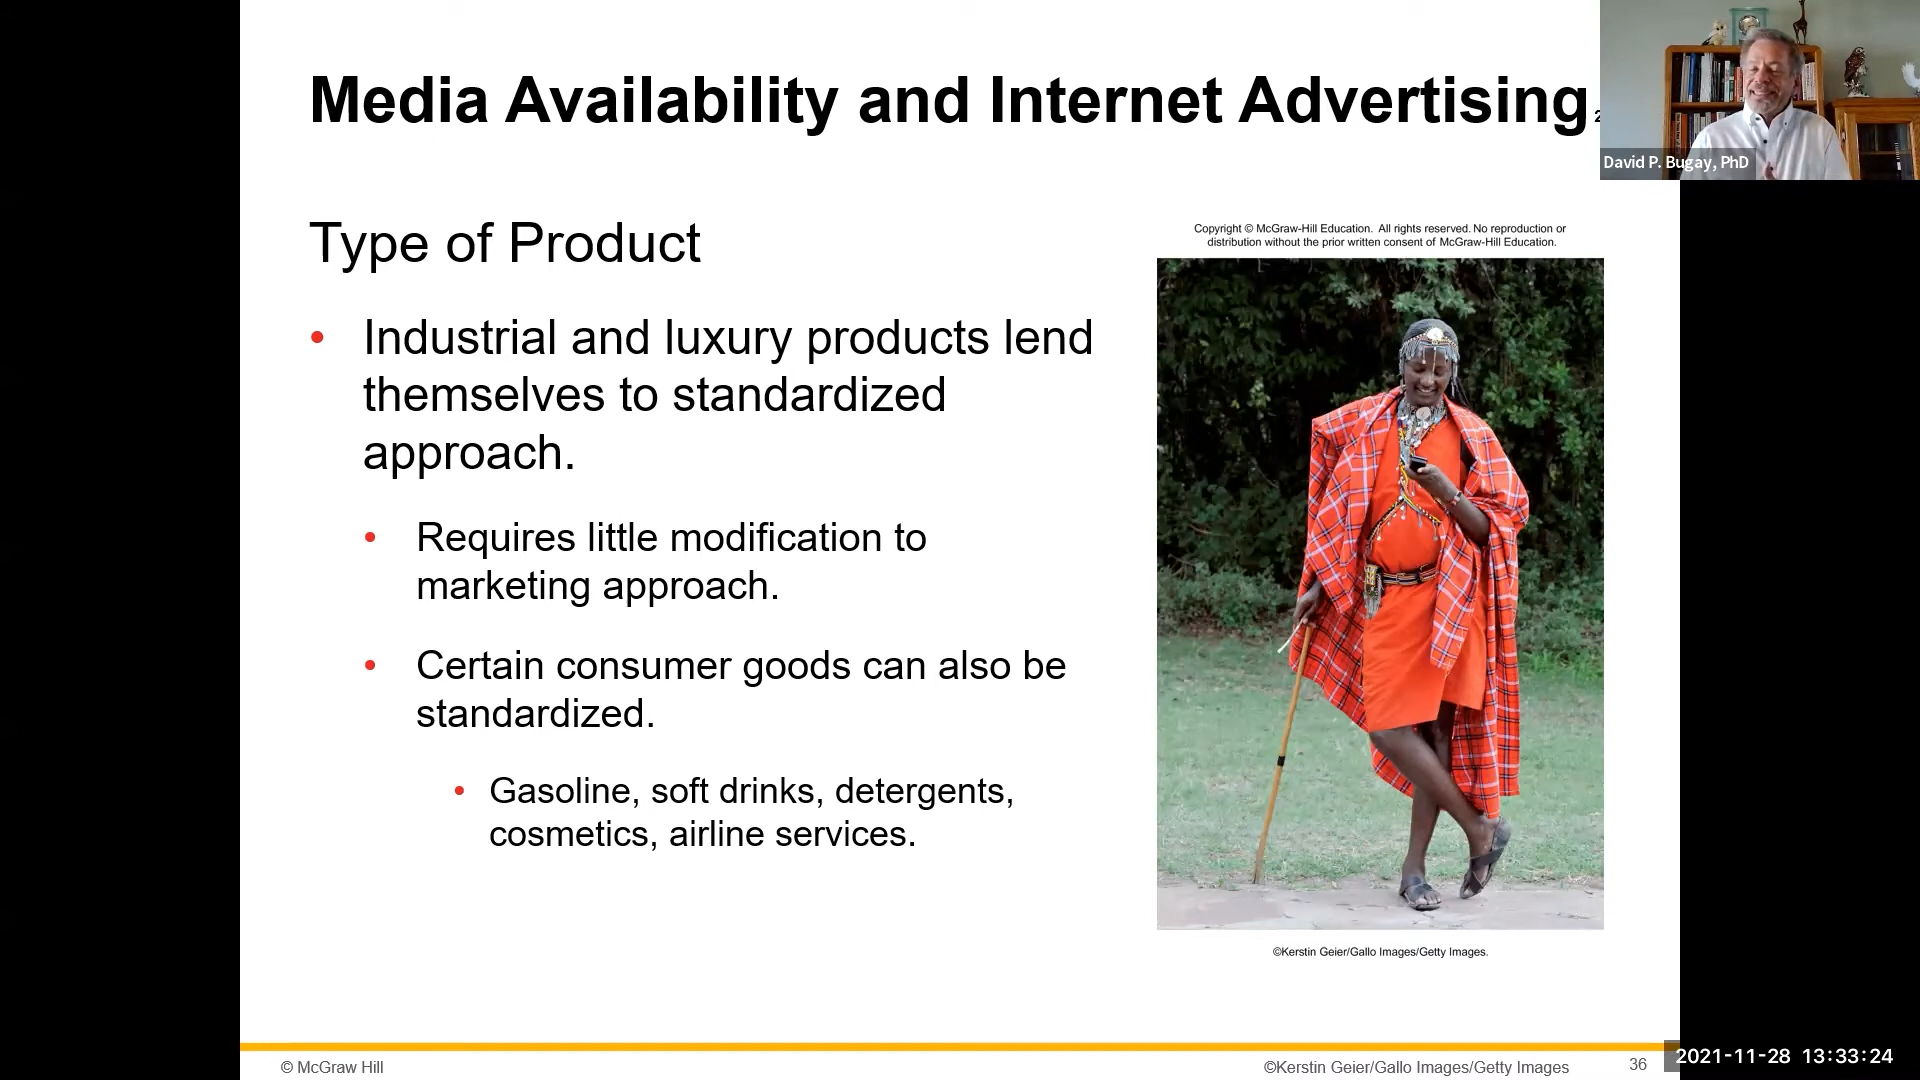 Media Availability and Internet Advertising 2
David P. Bugay, PhD
Type of Product
• Industrial and luxury products lend
themselves to standardized
approach.
• Requires little modification to
marketing approach.
• Certain consumer goods can also be
standardized.
• Gasoline, soft drinks, detergents,
cosmetics, airline services.
Copyright © McGraw-Hill Education. All rights reserved. No reproduction or
distribution without the prior written consent of McGraw-Hill Education.
©Kerstin Geier/Gallo Images/Getty Images.
© McGraw Hill
©Kerstin Geier/Gallo Images/Getty Images
36
2021-11-28 13:33:24